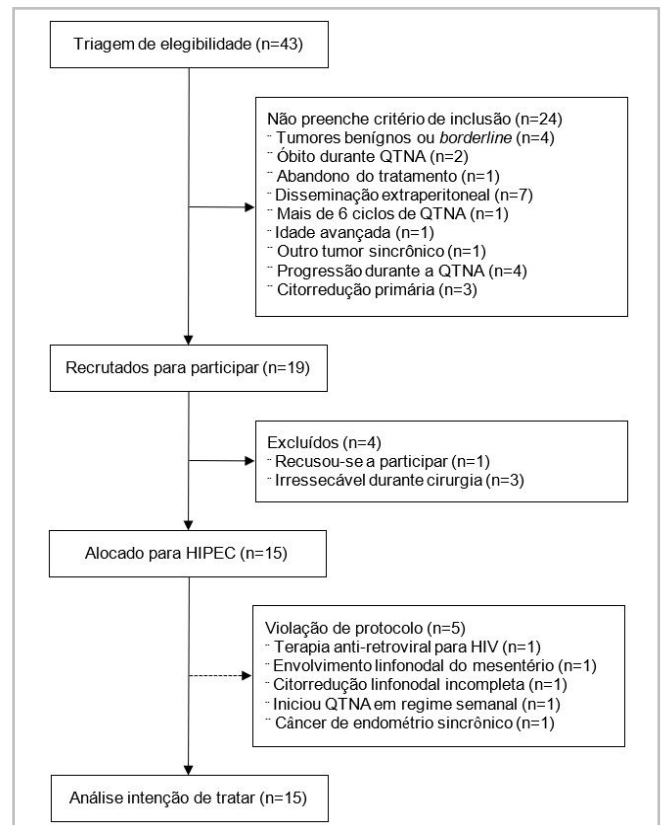 Triagem de elegibilidade (n=43)
Não preenche critério de inclusão (n=24)
¨ Tumores benígnos ou borderline (n=4)
¨ Óbito durante QTNA (n=2)
¨ Abandono do tratamento (n=1)
¨ Disseminação extraperitoneal (n=7)
¨ Mais de 6 ciclos de QTNA (n=1)
¨ Idade avançada (n=1)
¨ Outro tumor sincrônico (n=1)
¨ Progressão durante a QTNA (n=4)
¨ Citorredução primária (n=3)
Recrutados para participar (n=19)
Excluídos (n=4)
¨ Recusou-se a participar (n=1)
¨ Irressecável durante cirurgia (n=3)
Alocado para HIPEC (n=15)
Violação de protocolo (n=5)
¨ Terapia anti-retroviral para HIV (n=1)
¨ Envolvimento linfonodal do mesentério (n=1)
¨ Citorredução linfonodal incompleta (n=1)
¨ Iniciou QTNA em regime semanal (n=1)
¨ Câncer de endométrio sincrônico (n=1)
Análise intenção de tratar (n=15)